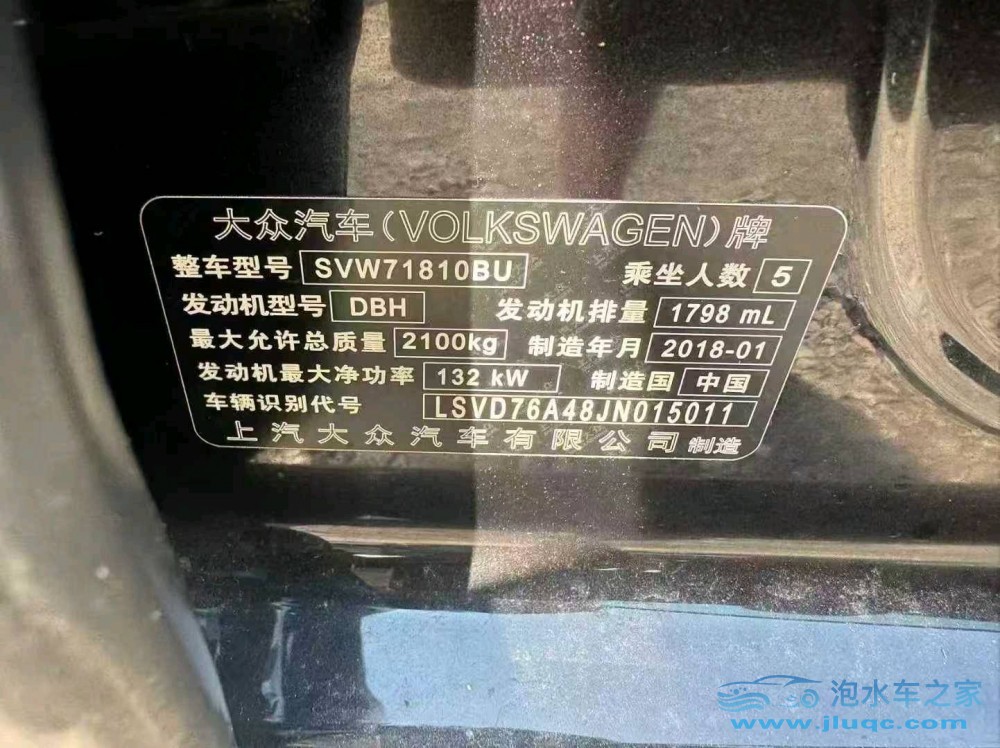 大众汽车(VOLKSWAGEN)牌
整车型号 SVW71810BU 乘坐人数 5
发动机型号 DBH 发动机排量 1798 mL
最大允许总质量 2100kg 制造年月 2018-01
发动机最大净功率 132 kW 制造国 中国
车辆识别代号 LSVD76A48JN015011
上汽大众汽车有限公司 制造
泡水车之家
www.jluqc.com